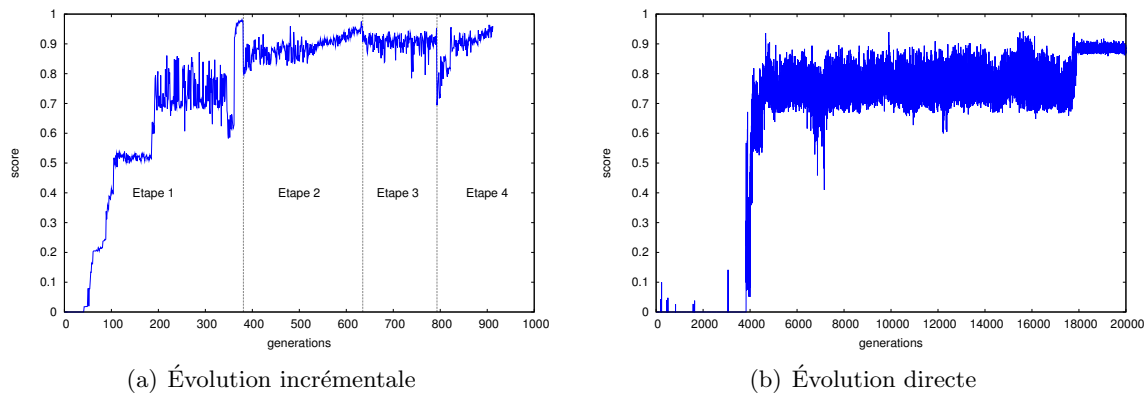 1
0.9
0.8
0.7
0.6
0.5
0.4
0.3
0.2
0.1
0
score
Etape 1
Etape 2
Etape 3
Etape 4
0 100 200 300 400 500 600 700 800 900 1000
generations
(a) Évolution incrémentale
1
0.9
0.8
0.7
0.6
0.5
0.4
0.3
0.2
0.1
0
score
0 2000 4000 6000 8000 10000 12000 14000 16000 18000 20000
generations
(b) Évolution directe